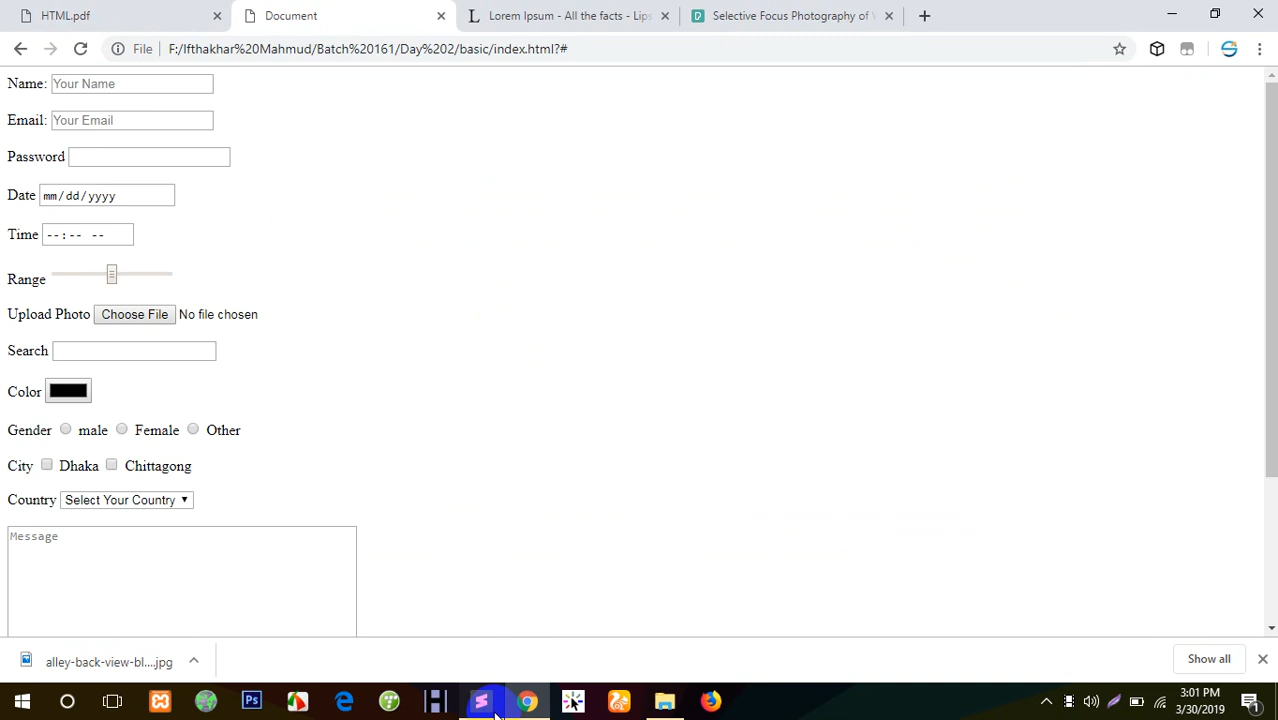 HTML.pdf
Document
Lorem Ipsum - All the facts - Lips
Selective Focus Photography of
File F:/Ifthakhar%20Mahmud/Batch%20161/Day%202/basic/index.html?#
Name: Your Name
Email: Your Email
Password
Date mm/dd/yyyy
Time --:-- --
Range
Upload Photo Choose File No file chosen
Search
Color
Gender male Female Other
City Dhaka Chittagong
Country Select Your Country
Message
alley-back-view-bl....jpg
Show all
Ps
3:01 PM
3/30/2019
1